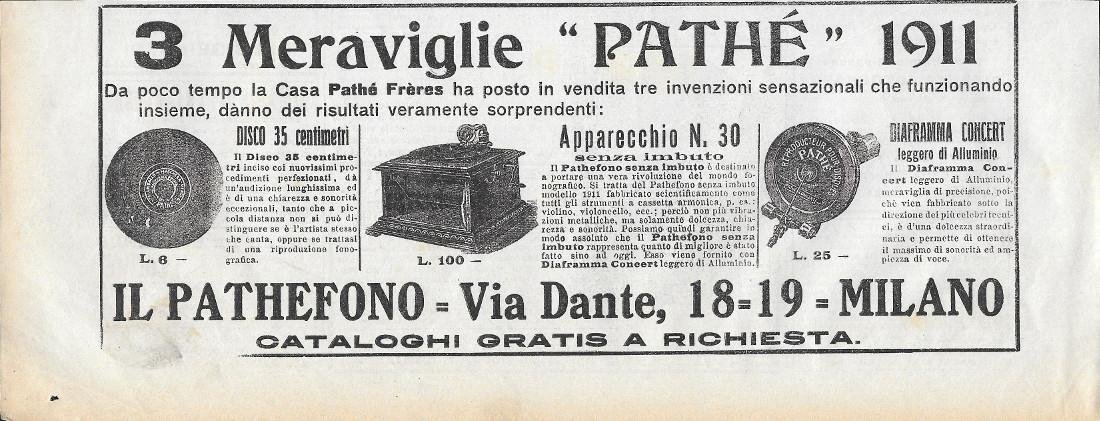 3 Meraviglie "PATHÉ" 1911
Da poco tempo la Casa Pathé Frères ha posto in vendita tre invenzioni sensazionali che funzionando
insieme, dànno dei risultati veramente sorprendenti:
DISCO 35 centimetri
Il Disco 35 centime-
tri inciso coi nuovissimi pro-
cedimenti perfezionati, dà
un'audizione lunghissima ed
è di una chiarezza e sonorità
eccezionali, tanto che a pic-
cola distanza non si può di-
stinguere se è l'artista stesso
che canta, oppure se trattasi
di una riproduzione fono-
grafica.
L. 6 —
Apparecchio N. 30
senza imbuto
Il Pathefono senza imbuto è destinato
a portare una vera rivoluzione del mondo fo-
nografico. Si tratta del Pathefono senza imbuto
modello 1911 fabbricato scientificamente come
tutti gli strumenti a cassetta armonica, p. es.:
violino, violoncello, ecc.; perciò non più vibra-
zioni metalliche, ma solamente dolcezza, chia-
rezza e sonorità. Possiamo quindi garantire in
modo assoluto che il Pathefono senza
imbuto rappresenta quanto di migliore è stato
fatto sino ad oggi. Esso viene fornito con
Diaframma Concert leggero di Alluminio.
L. 100 —
REPRODUCTEUR POUR DISQUES
PATHÉ
L. 25 —
DIAFRAMMA CONCERT
leggero di Alluminio
Il Diaframma Con-
cert leggero di Alluminio,
meraviglia di precisione, poi-
chè vien fabbricato sotto la
direzione dei più celebri tecni-
ci, è d'una dolcezza straordi-
naria e permette di ottenere
il massimo di sonorità ed am-
piezza di voce.
IL PATHEFONO = Via Dante, 18=19 = MILANO
CATALOGHI GRATIS A RICHIESTA.